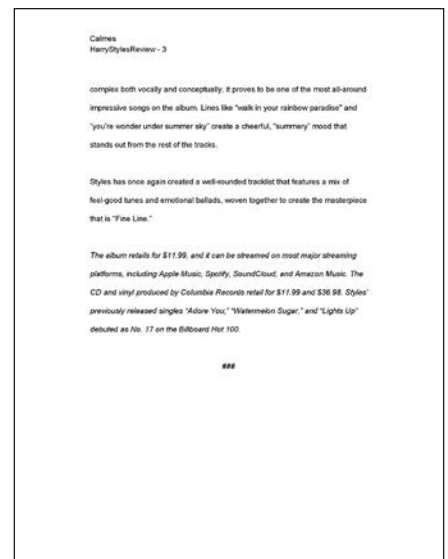 Calmes
HarryStylesReview - 3
complex both vocally and conceptually, it proves to be one of the most all-around
impressive songs on the album. Lines like "walk in your rainbow paradise" and
"you're wonder under summer sky" create a cheerful, "summery" mood that
stands out from the rest of the tracks.
Styles has once again created a well-rounded tracklist that features a mix of
feel-good tunes and emotional ballads, woven together to create the masterpiece
that is "Fine Line."
The album retails for $11.99, and it can be streamed on most major streaming
platforms, including Apple Music, Spotify, SoundCloud, and Amazon Music. The
CD and vinyl produced by Columbia Records retail for $11.99 and $36.98. Styles'
previously released singles "Adore You," "Watermelon Sugar," and "Lights Up"
debuted as No. 17 on the Billboard Hot 100.
###